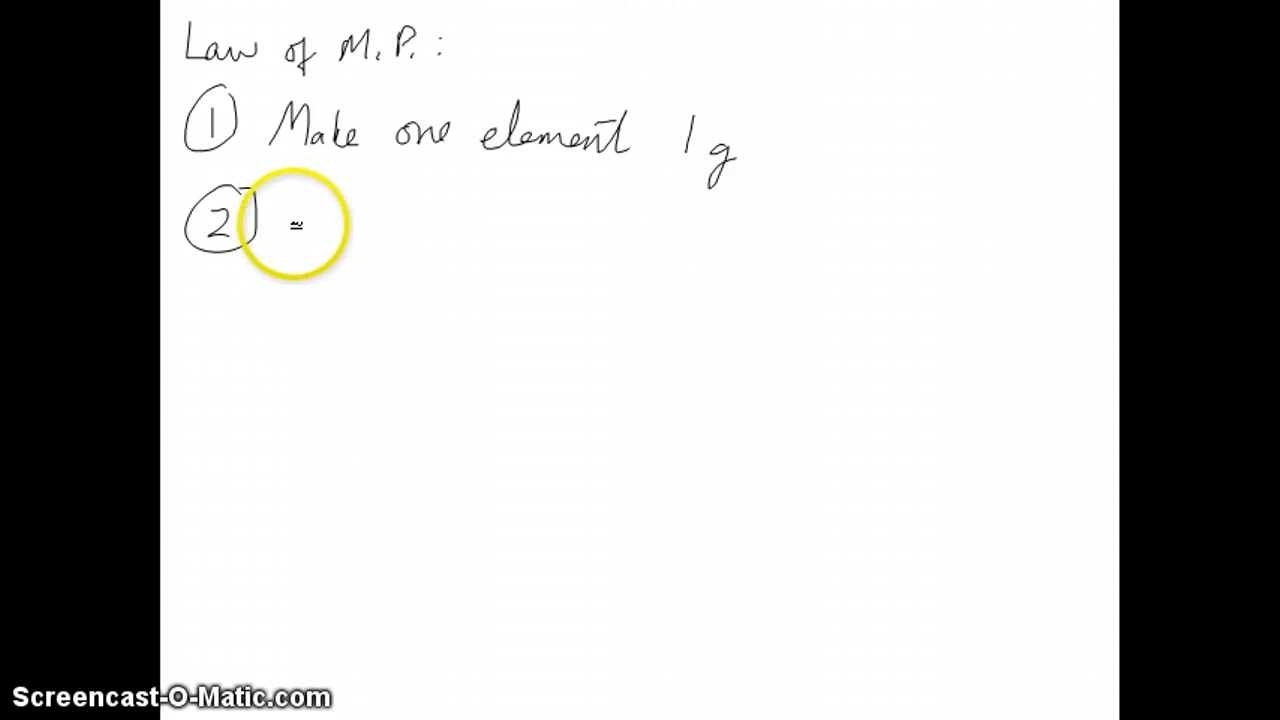 Law of M.P.:
① Make one element 1g
②
Screencast-O-Matic.com